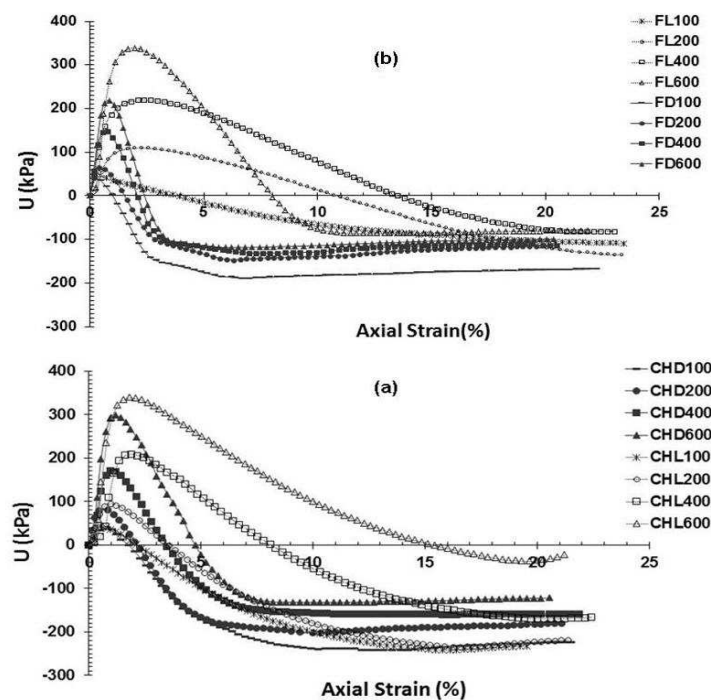 400
300
200
100
0
-100
-200
-300
U (kPa)
0
5
10
15
20
25
(b)
FL100
FL200
FL400
FL600
FD100
FD200
FD400
FD600
Axial Strain(%)
400
300
200
100
0
-100
-200
-300
U (kPa)
0
5
10
15
20
25
(a)
CHD100
CHD200
CHD400
CHD600
CHL100
CHL200
CHL400
CHL600
Axial Strain (%)